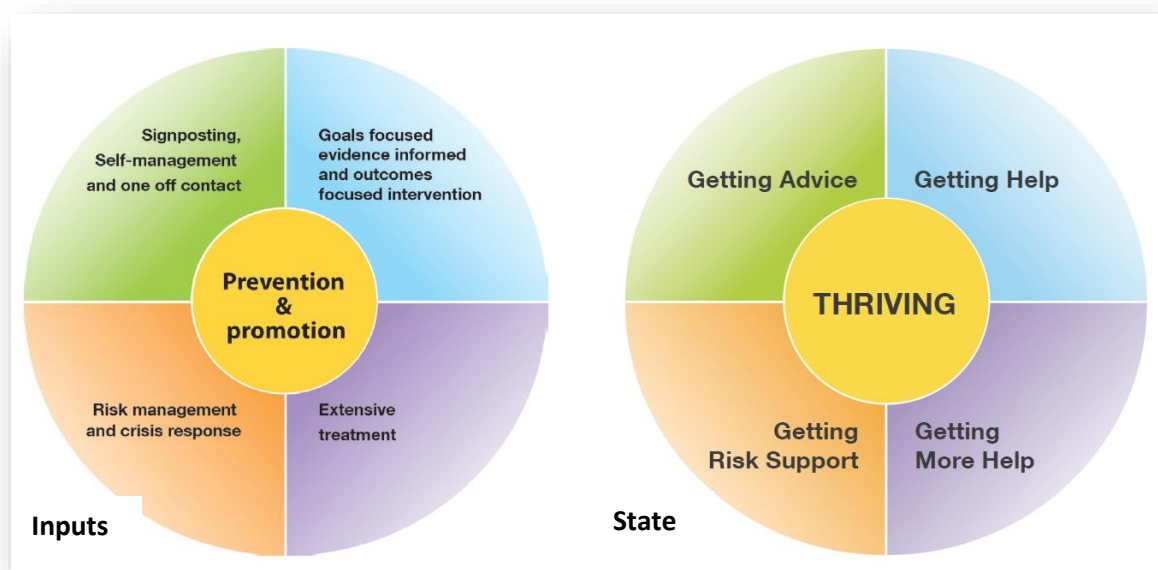 Signposting,
Self-management
and one off contact
Goals focused
evidence informed
and outcomes
focused intervention
Prevention
&
promotion
Risk management
and crisis response
Extensive
treatment
Inputs
Getting Advice
Getting Help
THRIVING
Getting
Risk Support
Getting
More Help
State